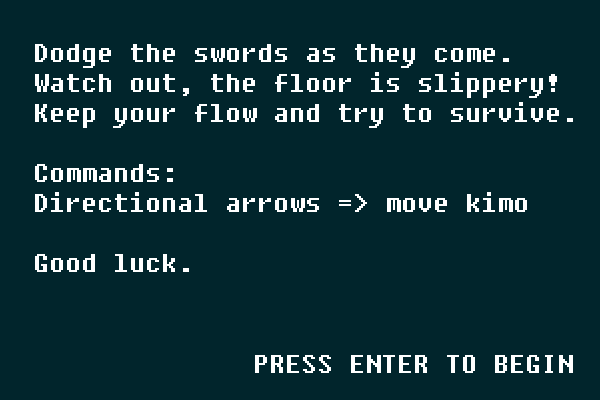 Dodge the swords as they come.
Watch out, the floor is slippery!
Keep your flow and try to survive.
Commands:
Directional arrows => move kimo
Good luck.
PRESS ENTER TO BEGIN